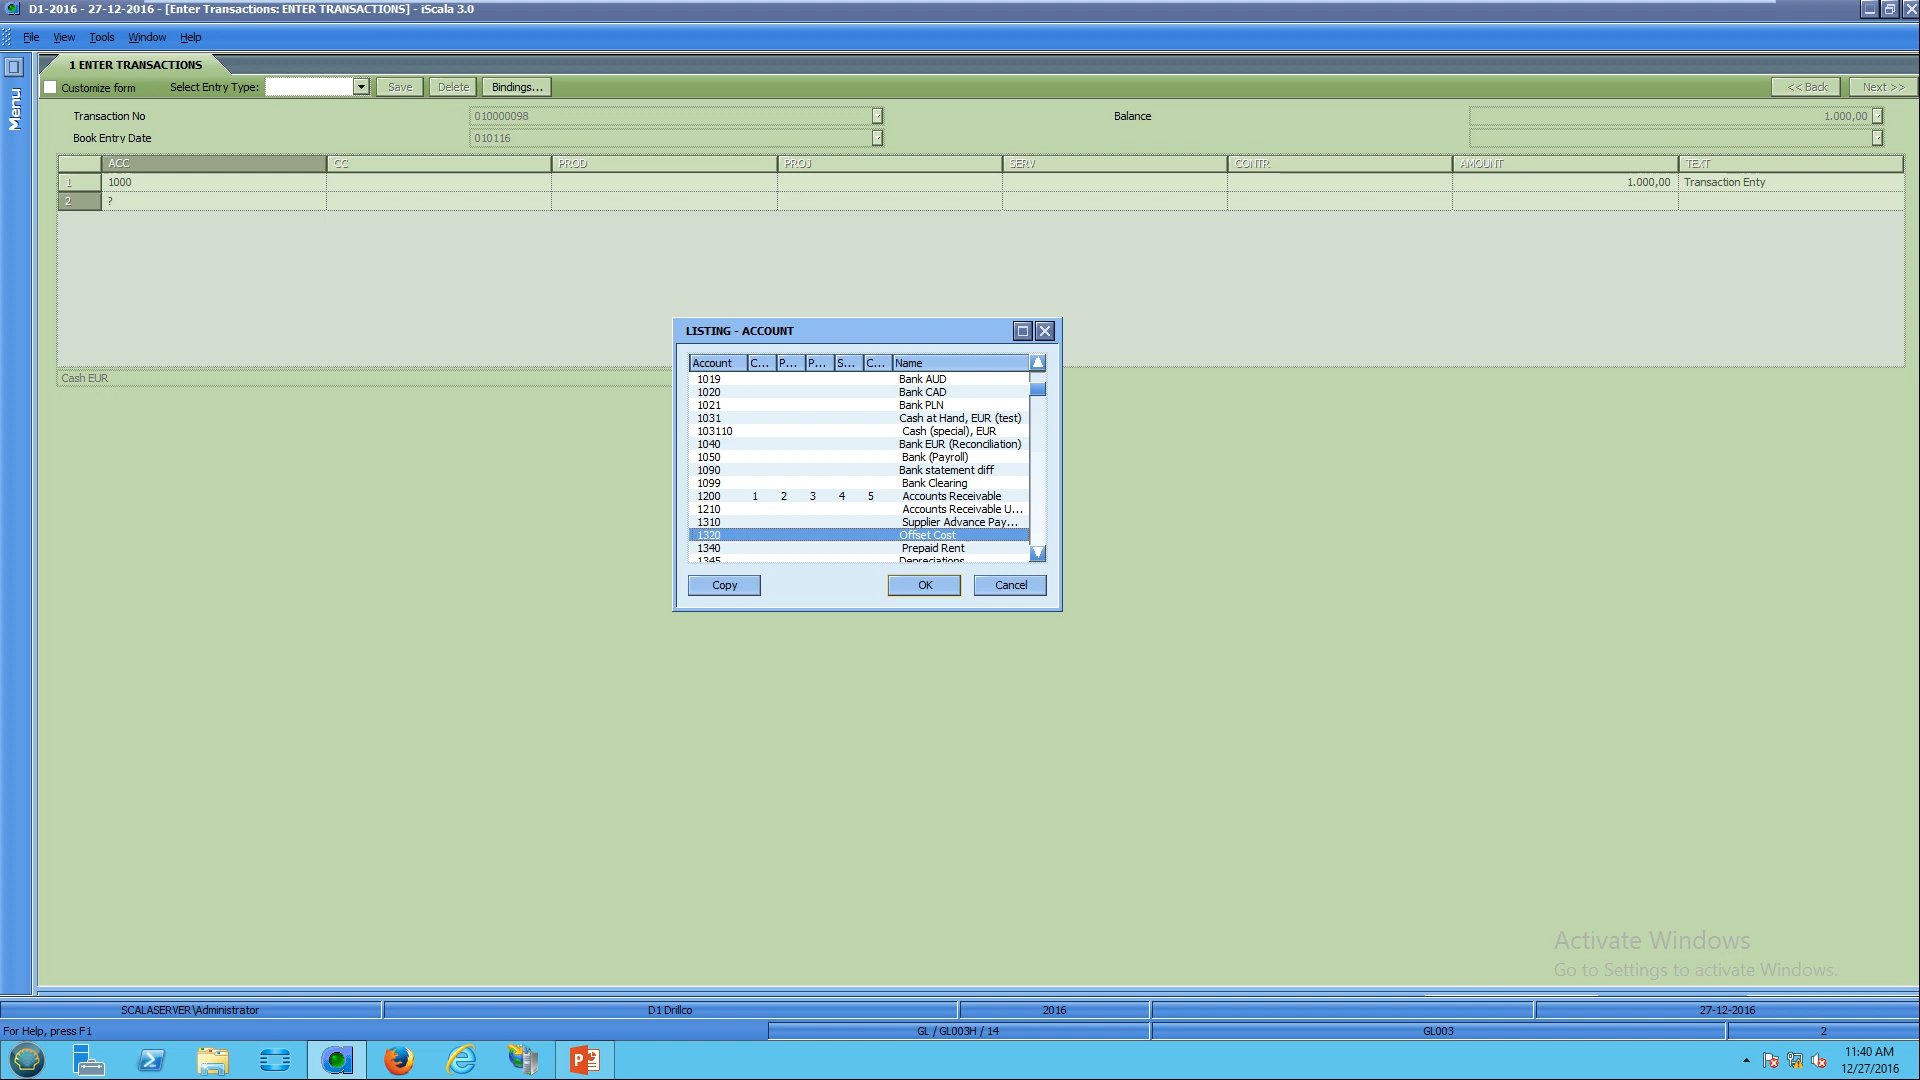 D1-2016 - 27-12-2016 - [Enter Transactions: ENTER TRANSACTIONS] - iScala 3.0
File View Tools Window Help
Menu
1 ENTER TRANSACTIONS
Customize form Select Entry Type: Save Delete Bindings... << Back Next >>
Transaction No 010000098 Balance 1.000,00
Book Entry Date 010116
ACC CC PROD PROJ SERV CONTR AMOUNT TEXT
1 1000 1.000,00 Transaction Enty
2 ?
Cash EUR
LISTING - ACCOUNT
Account C... P... P... S... C... Name
1019 Bank AUD
1020 Bank CAD
1021 Bank PLN
1031 Cash at Hand, EUR (test)
103110 Cash (special), EUR
1040 Bank EUR (Reconciliation)
1050 Bank (Payroll)
1090 Bank statement diff
1099 Bank Clearing
1200 1 2 3 4 5 Accounts Receivable
1210 Accounts Receivable U...
1310 Supplier Advance Pay...
1320 Offset Cost
1340 Prepaid Rent
1345 Depreciations
Copy OK Cancel
Activate Windows
Go to Settings to activate Windows.
SCALASERVER\Administrator D1 Drillco 2016 27-12-2016
For Help, press F1 GL / GL003H / 14 GL003 2
11:40 AM
12/27/2016